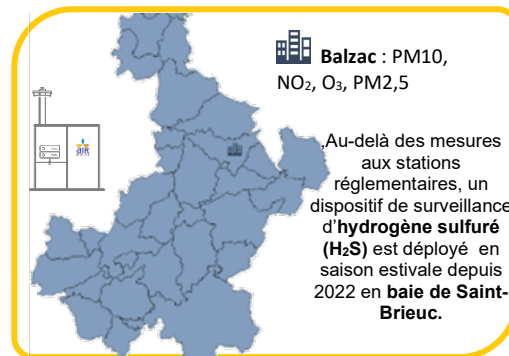 Balzac : PM10,
NO₂, O₃, PM2,5
,Au-delà des mesures
aux stations
réglementaires, un
dispositif de surveillance
d'hydrogène sulfuré
(H₂S) est déployé en
saison estivale depuis
2022 en baie de Saint-
Brieuc.